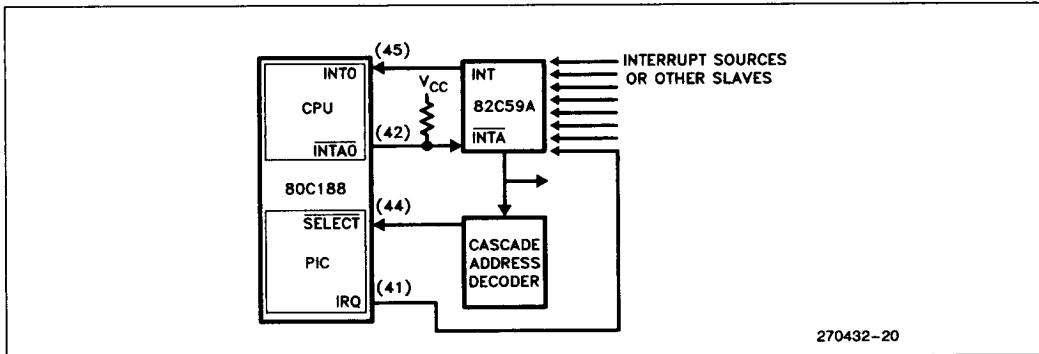 (45)
INT0
V_CC
INT
INTERRUPT SOURCES
OR OTHER SLAVES
CPU
82C59A
(42)
INTA0
INTA
80C188
(44)
SELECT
CASCADE
ADDRESS
DECODER
PIC
(41)
IRQ
270432-20